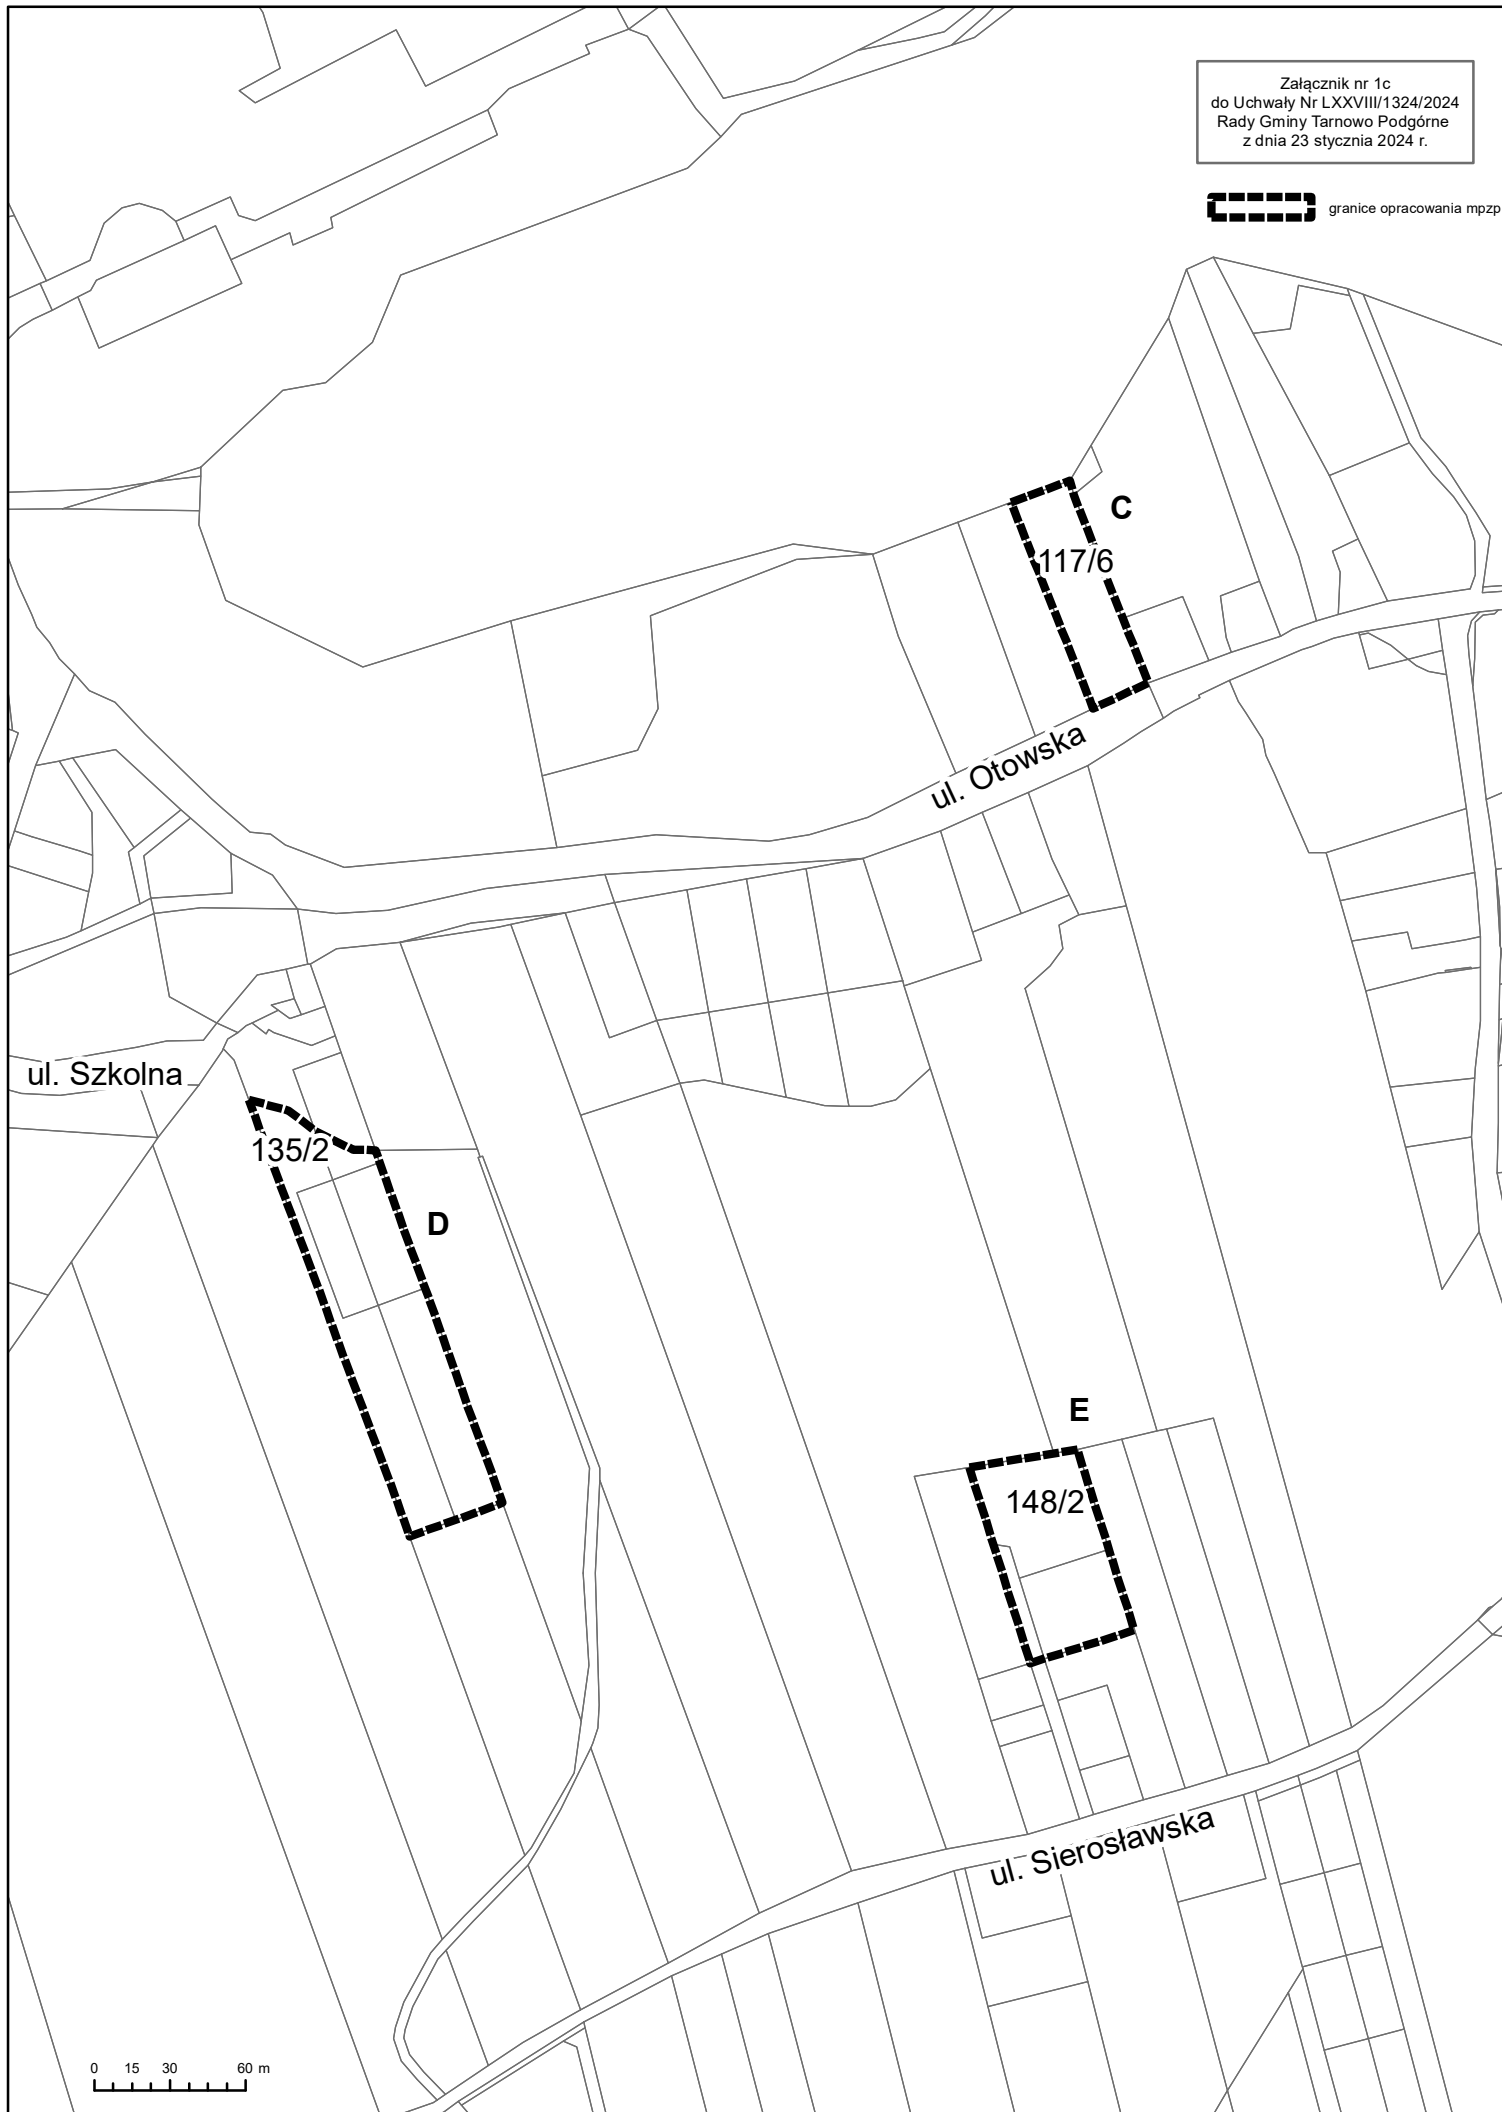 Załącznik nr 1c
do Uchwały Nr LXXVIII/1324/2024
Rady Gminy Tarnowo Podgórne
z dnia 23 stycznia 2024 r.
granice opracowania mpzp
C
117/6
ul. Otowska
ul. Szkolna
135/2
D
E
148/2
ul. Sierosławska
0 15 30 60 m